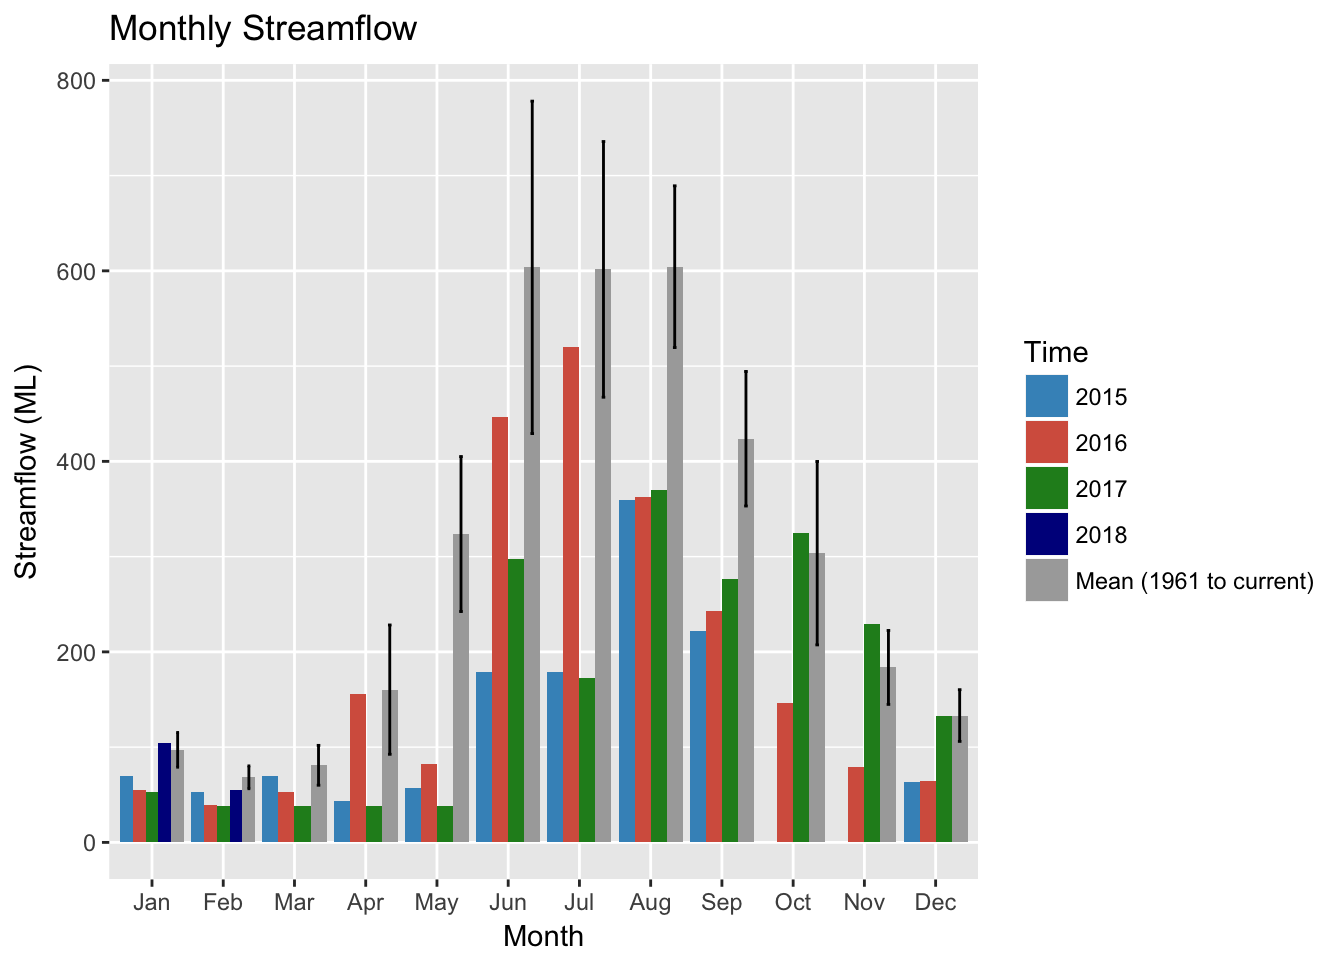 Monthly Streamflow
800
600
400
200
0
Streamflow (ML)
Jan Feb Mar Apr May Jun Jul Aug Sep Oct Nov Dec
Month
Time
2015
2016
2017
2018
Mean (1961 to current)